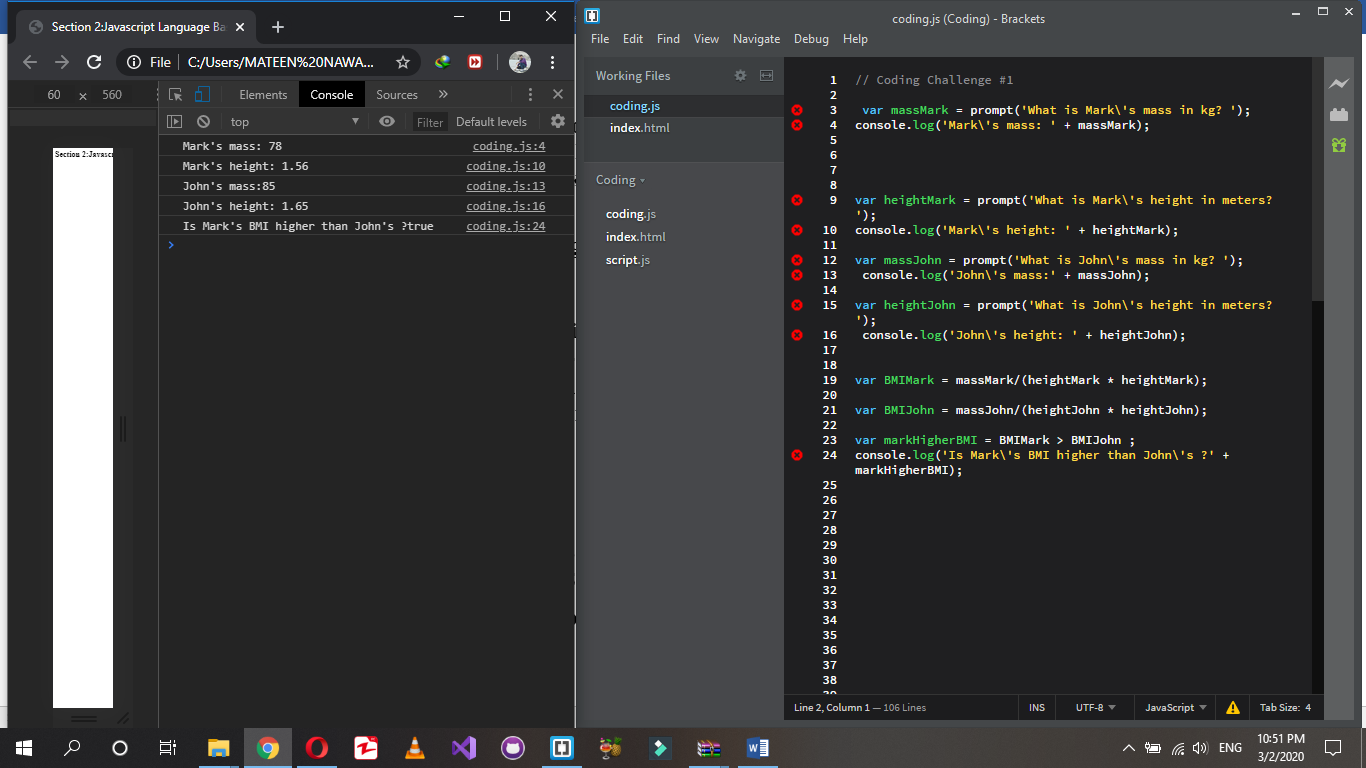 Section 2:Javascript Language Ba
File C:/Users/MATEEN%20NAWA...
60 × 560
Elements Console Sources »
top Filter Default levels
Section 2:Javasc
Mark's mass: 78 coding.js:4
Mark's height: 1.56 coding.js:10
John's mass:85 coding.js:13
John's height: 1.65 coding.js:16
Is Mark's BMI higher than John's ?true coding.js:24
coding.js (Coding) - Brackets
File Edit Find View Navigate Debug Help
Working Files
coding.js
index.html
Coding
coding.js
index.html
script.js
1 // Coding Challenge #1
2
3 var massMark = prompt('What is Mark\'s mass in kg? ');
4 console.log('Mark\'s mass: ' + massMark);
5
6
7
8
9 var heightMark = prompt('What is Mark\'s height in meters?
');
10 console.log('Mark\'s height: ' + heightMark);
11
12 var massJohn = prompt('What is John\'s mass in kg? ');
13 console.log('John\'s mass:' + massJohn);
14
15 var heightJohn = prompt('What is John\'s height in meters?
');
16 console.log('John\'s height: ' + heightJohn);
17
18
19 var BMIMark = massMark/(heightMark * heightMark);
20
21 var BMIJohn = massJohn/(heightJohn * heightJohn);
22
23 var markHigherBMI = BMIMark > BMIJohn ;
24 console.log('Is Mark\'s BMI higher than John\'s ?' +
markHigherBMI);
25
26
27
28
29
30
31
32
33
34
35
36
37
38
Line 2, Column 1 — 106 Lines INS UTF-8 JavaScript Tab Size: 4
ENG
10:51 PM
3/2/2020